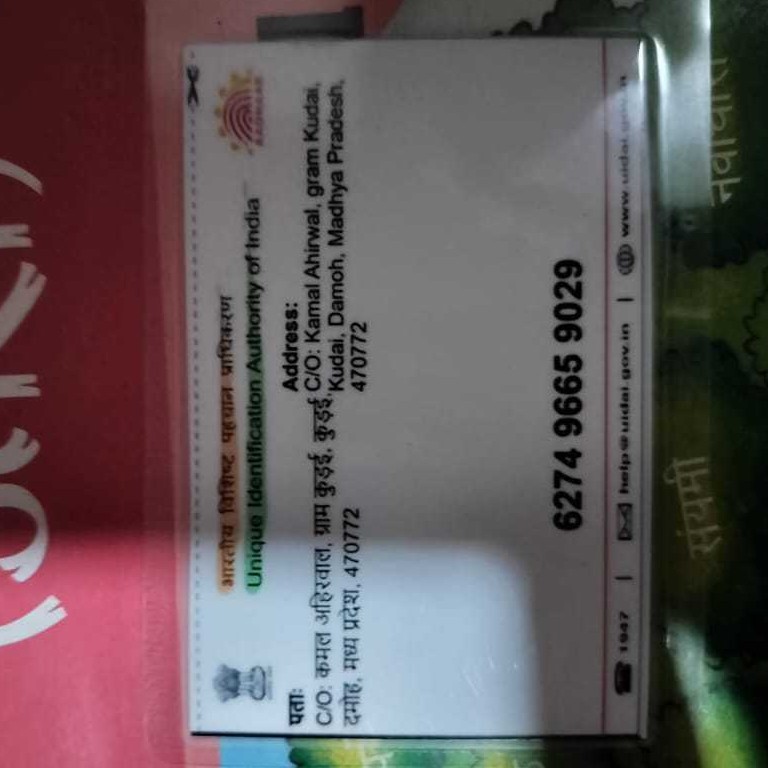 भारतीय विशिष्ट पहचान प्राधिकरण
Unique Identification Authority of India
AADHAAR
पता:
C/O: कमल अहिरवाल, ग्राम कुड़ई, कुड़ई,
दमोह, मध्य प्रदेश, 470772
Address:
C/O: Kamal Ahirwal, gram Kudai,
Kudai, Damoh, Madhya Pradesh,
470772
6274 9665 9029
1947 | help@uidai.gov.in | www.uidai.gov.in
संयमी